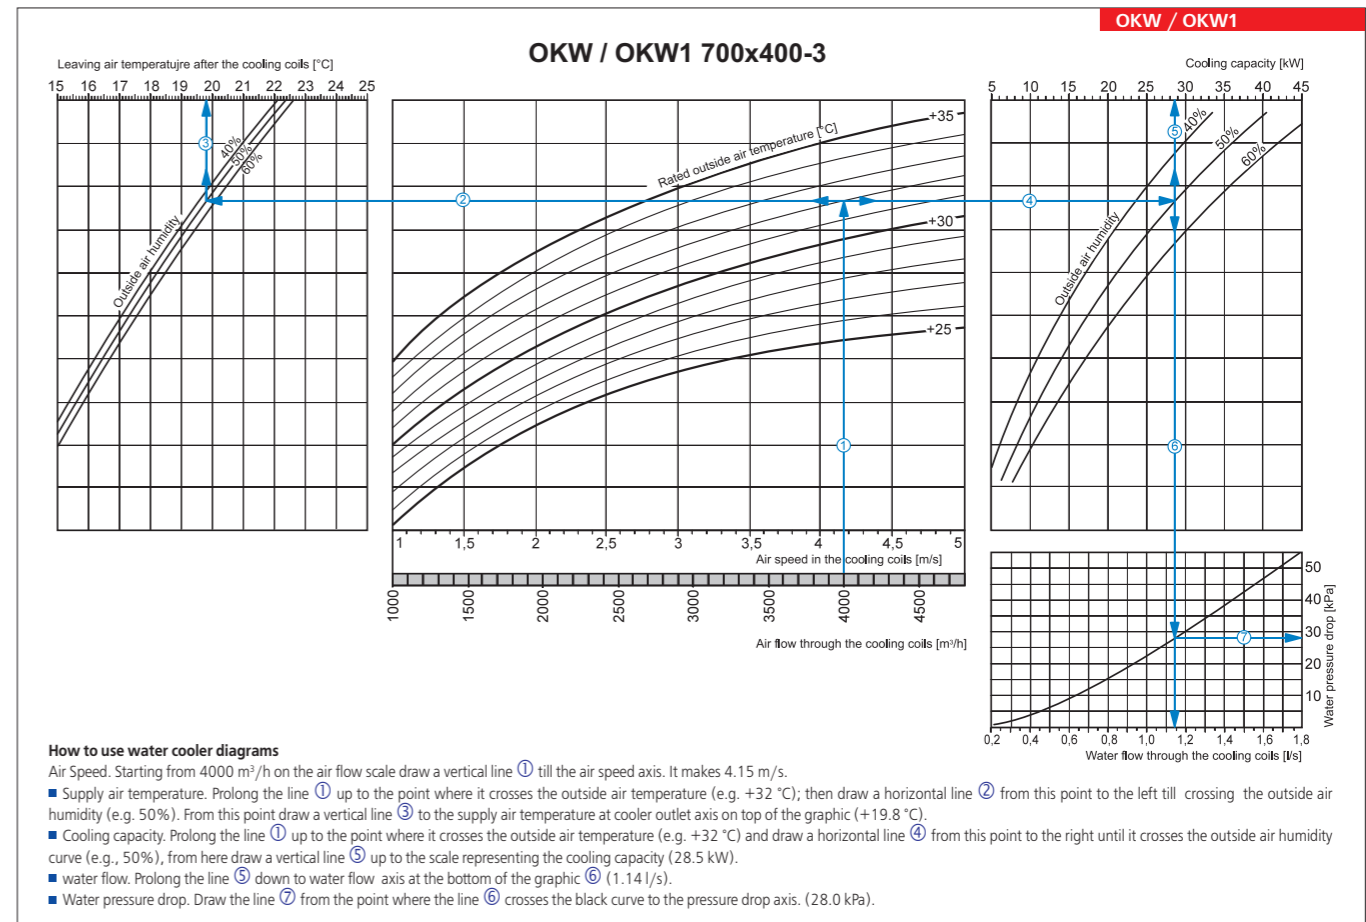 OKW / OKW1
OKW / OKW1 700x400-3
Leaving air temperatujre after the cooling coils [°C]
15 16 17 18 19 20 21 22 23 24 25
40%
50%
60%
Outside air humidity
③
②
Rated outside air temperature [°C]
+35
+30
+25
①
1 1,5 2 2,5 3 3,5 4 4,5 5
Air speed in the cooling coils [m/s]
1000 1500 2000 2500 3000 3500 4000 4500
Air flow through the cooling coils [m³/h]
Cooling capacity [kW]
5 10 15 20 25 30 35 40 45
⑤
40%
50%
60%
④
Outside air humidity
⑥
50
40
30
20
10
Water pressure drop [kPa]
⑦
0,2 0,4 0,6 0,8 1,0 1,2 1,4 1,6 1,8
Water flow through the cooling coils [l/s]
How to use water cooler diagrams
Air Speed. Starting from 4000 m³/h on the air flow scale draw a vertical line ① till the air speed axis. It makes 4.15 m/s.
■ Supply air temperature. Prolong the line ① up to the point where it crosses the outside air temperature (e.g. +32 °C); then draw a horizontal line ② from this point to the left till crossing the outside air
humidity (e.g. 50%). From this point draw a vertical line ③ to the supply air temperature at cooler outlet axis on top of the graphic (+19.8 °C).
■ Cooling capacity. Prolong the line ① up to the point where it crosses the outside air temperature (e.g. +32 °C) and draw a horizontal line ④ from this point to the right until it crosses the outside air humidity
curve (e.g., 50%), from here draw a vertical line ⑤ up to the scale representing the cooling capacity (28.5 kW).
■ water flow. Prolong the line ⑤ down to water flow axis at the bottom of the graphic ⑥ (1.14 l/s).
■ Water pressure drop. Draw the line ⑦ from the point where the line ⑥ crosses the black curve to the pressure drop axis. (28.0 kPa).